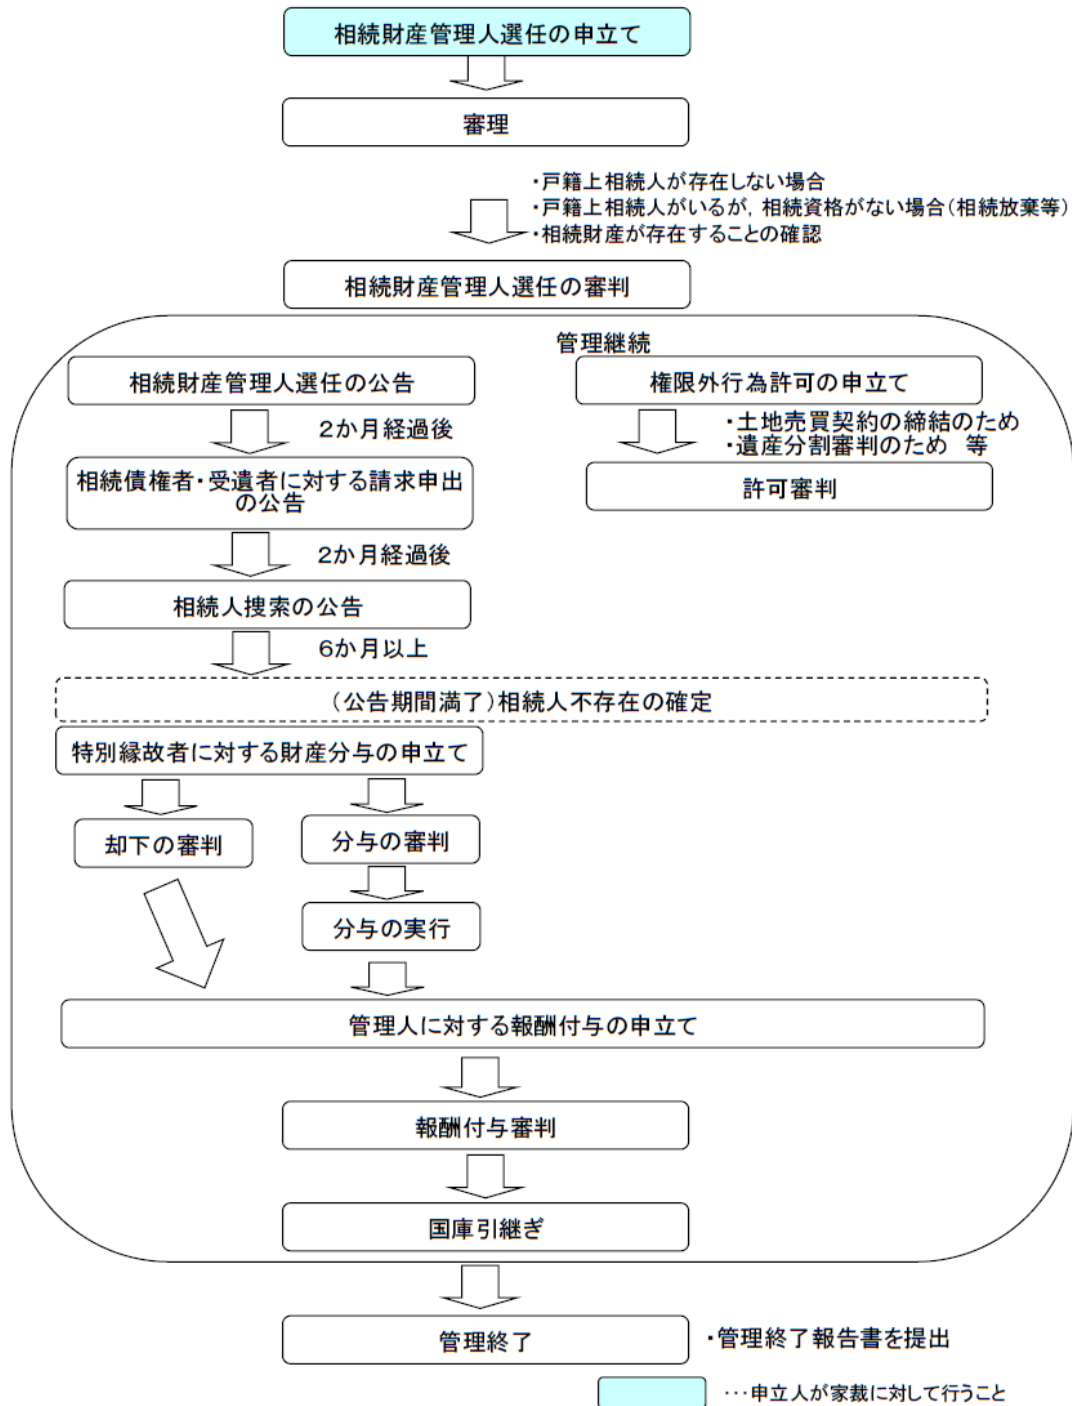 相続財産管理人選任の申立て
審理
・戸籍上相続人が存在しない場合
・戸籍上相続人がいるが，相続資格がない場合（相続放棄等）
・相続財産が存在することの確認
相続財産管理人選任の審判
管理継続
相続財産管理人選任の公告
２か月経過後
相続債権者・受遺者に対する請求申出
の公告
２か月経過後
相続人捜索の公告
６か月以上
権限外行為許可の申立て
・土地売買契約の締結のため
・遺産分割審判のため　等
許可審判
（公告期間満了）相続人不存在の確定
特別縁故者に対する財産分与の申立て
却下の審判
分与の審判
分与の実行
管理人に対する報酬付与の申立て
報酬付与審判
国庫引継ぎ
管理終了
・管理終了報告書を提出
…申立人が家裁に対して行うこと